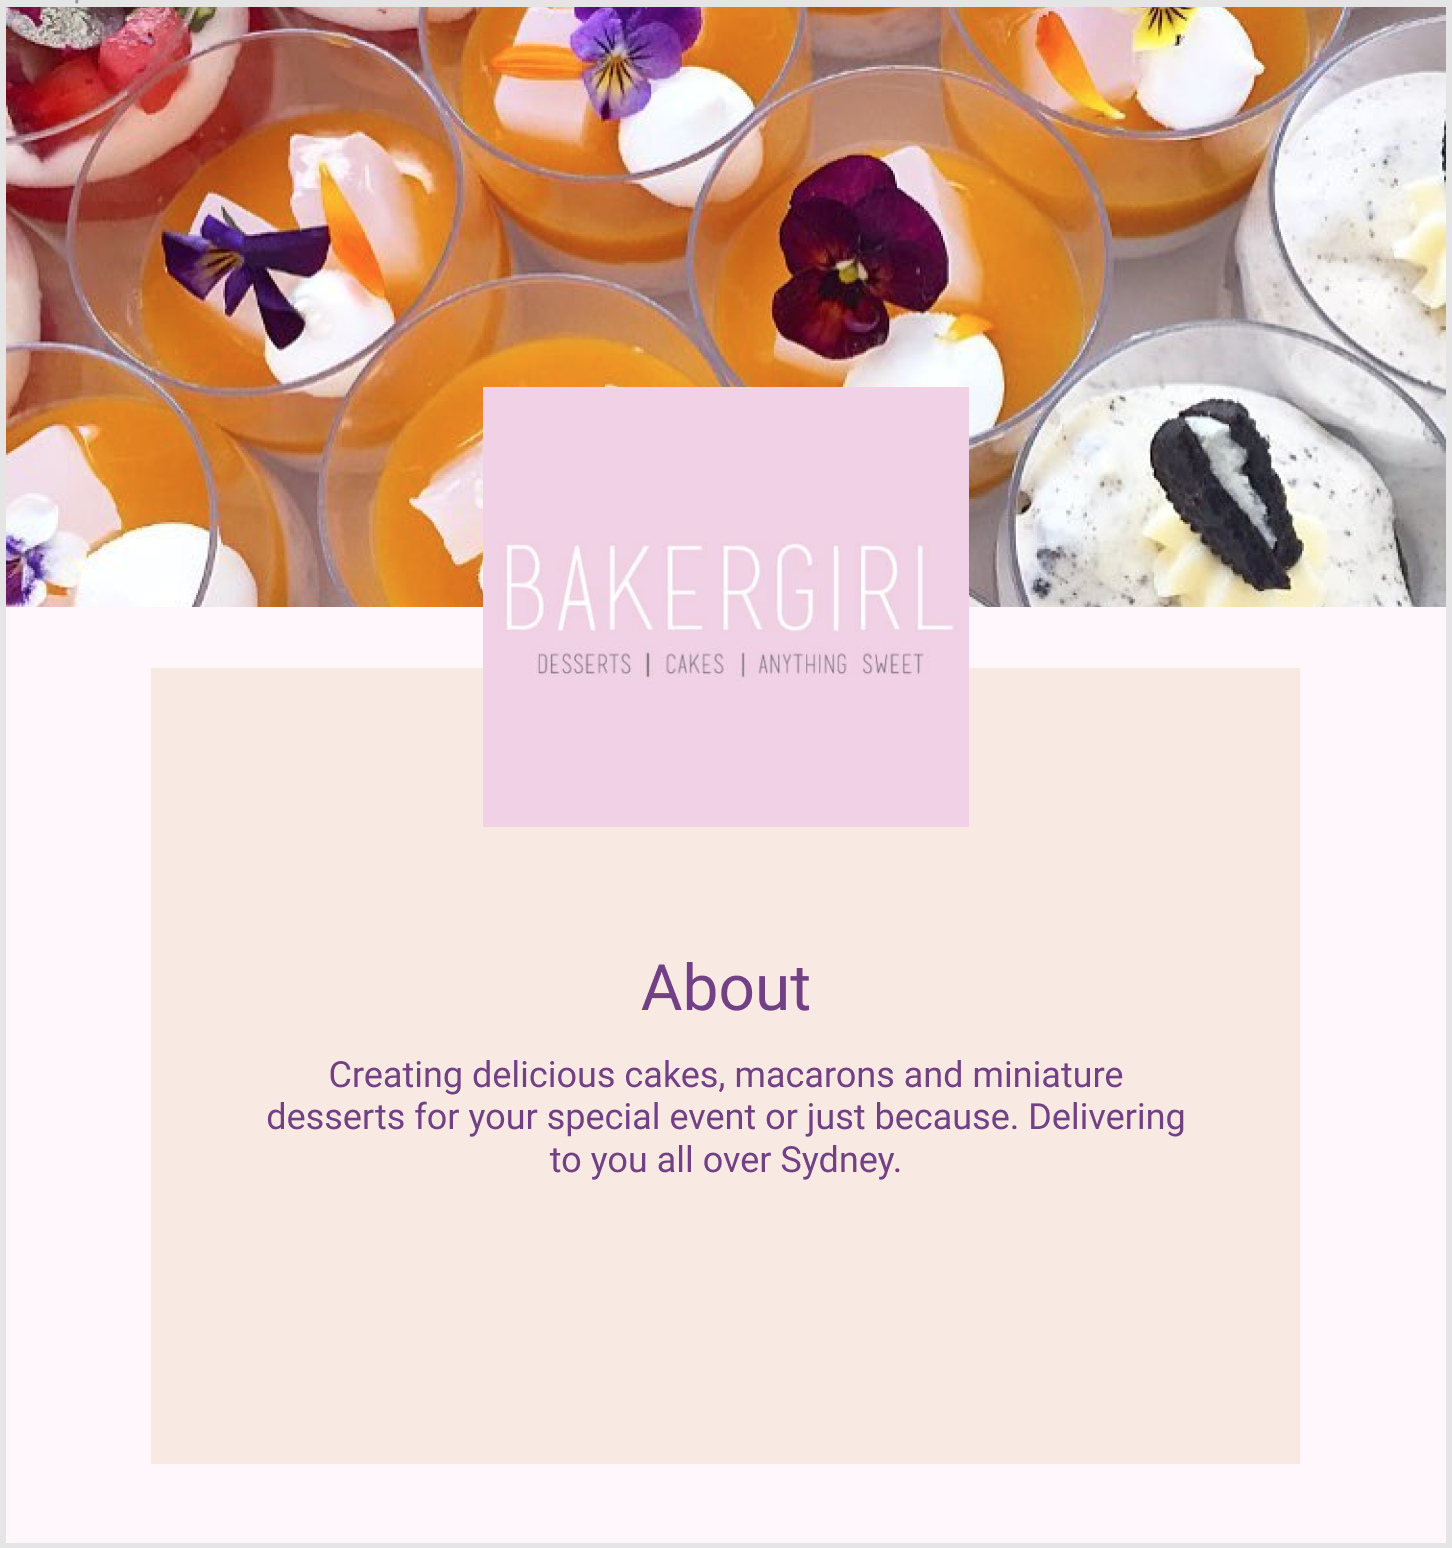 BAKERGIRL
DESSERTS | CAKES | ANYTHING SWEET
About
Creating delicious cakes, macarons and miniature
desserts for your special event or just because. Delivering
to you all over Sydney.